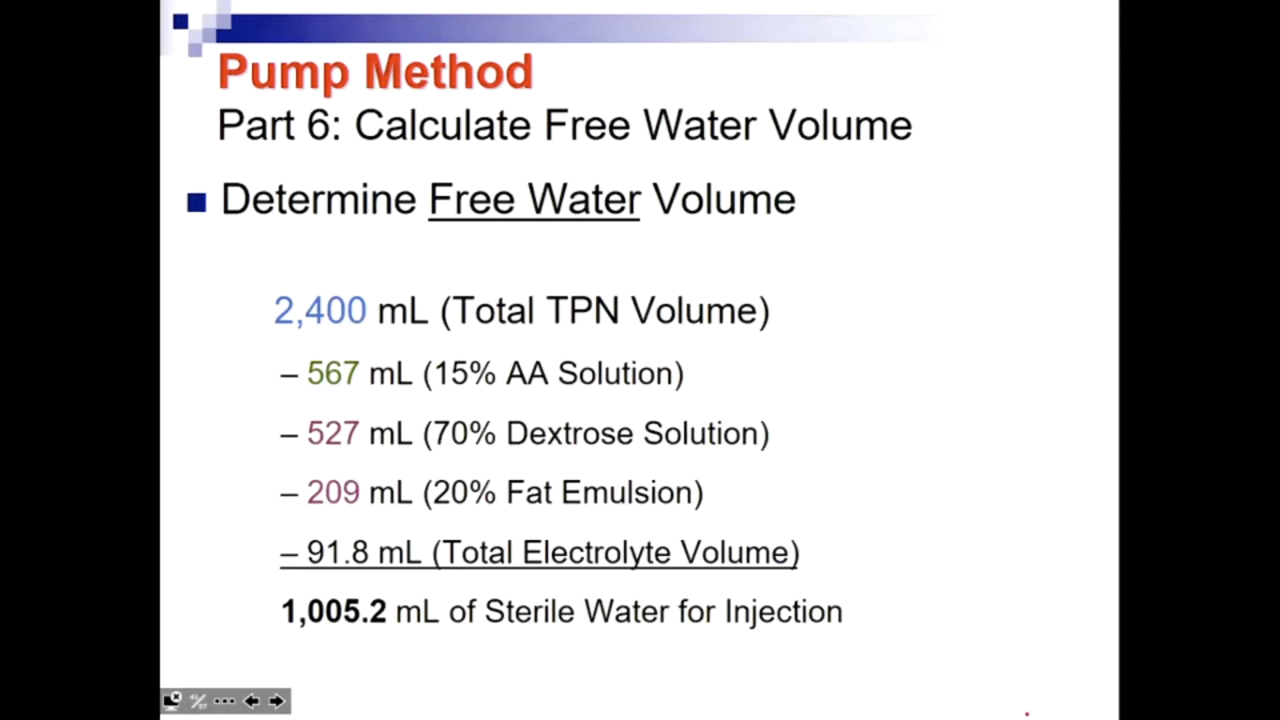 Pump Method
Part 6: Calculate Free Water Volume
Determine Free Water Volume
2,400 mL (Total TPN Volume)
– 567 mL (15% AA Solution)
– 527 mL (70% Dextrose Solution)
– 209 mL (20% Fat Emulsion)
– 91.8 mL (Total Electrolyte Volume)
1,005.2 mL of Sterile Water for Injection